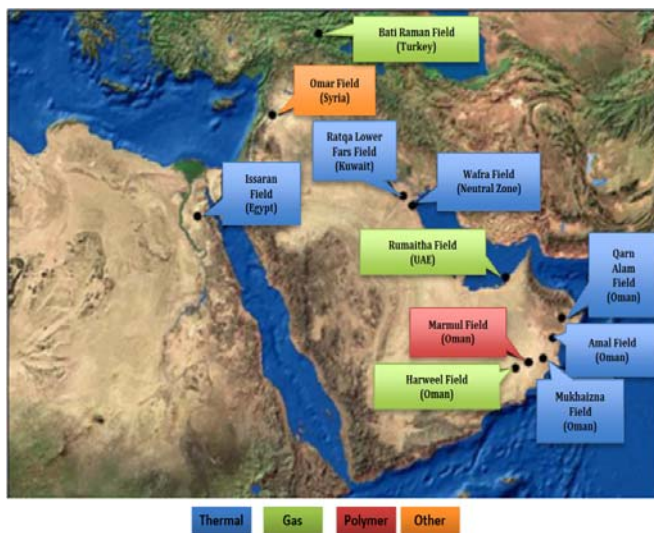 Bati Raman Field
(Turkey)
Omar Field
(Syria)
Ratqa Lower
Fars Field
(Kuwait)
Wafra Field
(Neutral Zone)
Issaran
Field
(Egypt)
Rumaitha Field
(UAE)
Qarn
Alam
Field
(Oman)
Marmul Field
(Oman)
Amal Field
(Oman)
Harweel Field
(Oman)
Mukhaizna
Field
(Oman)
Thermal
Gas
Polymer
Other